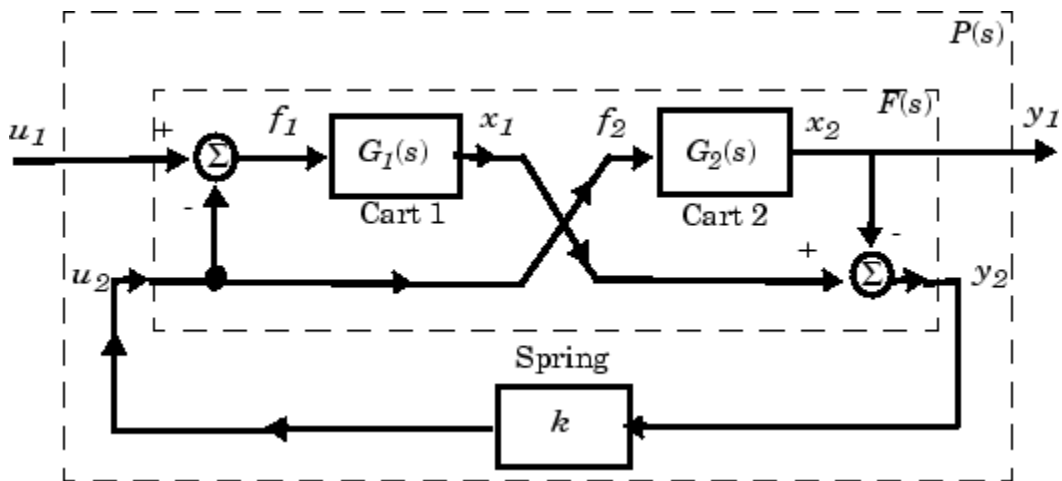 P(s)
F(s)
u1
+
Σ
f1
G1(s)
x1
f2
G2(s)
x2
y1
-
Cart 1
Cart 2
-
u2
+
Σ
y2
Spring
k